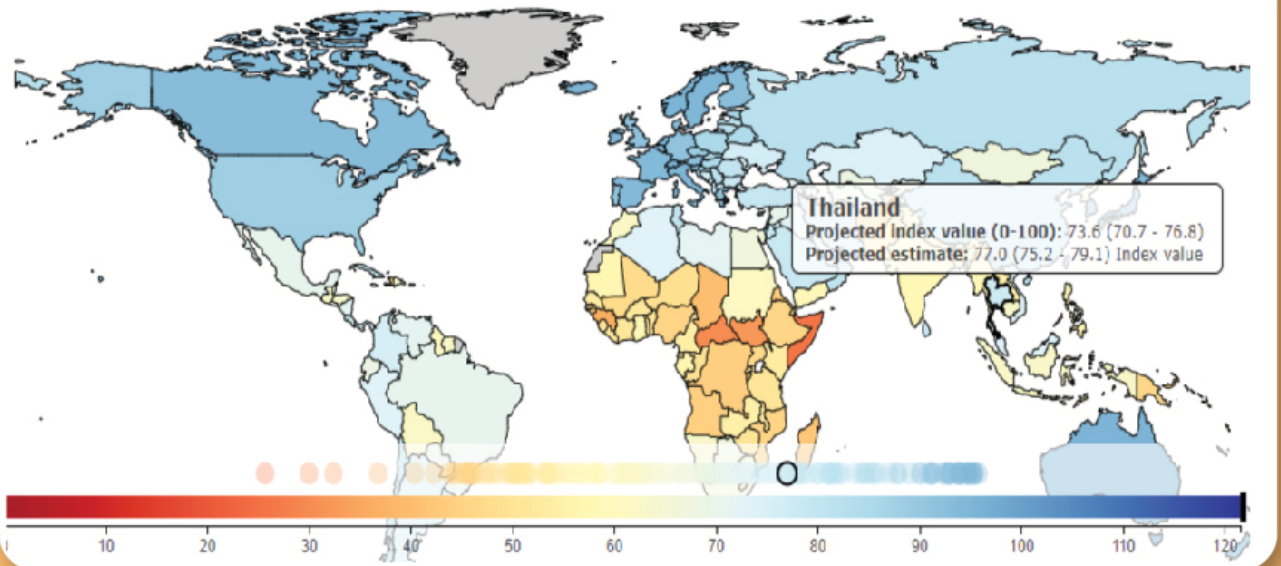 Thailand
Projected index value (0-100): 73.6 (70.7 - 76.8)
Projected estimate: 77.0 (75.2 - 79.1) Index value
10 20 30 40 50 60 70 80 90 100 110 120